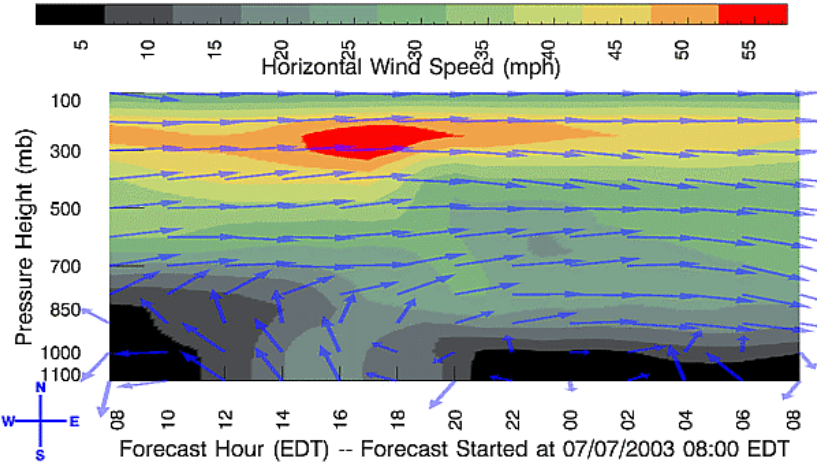 5 10 15 20 25 30 35 40 45 50 55
Horizontal Wind Speed (mph)
Pressure Height (mb)
100
300
500
700
850
1000
1100
N
W E
S
08 10 12 14 16 18 20 22 00 02 04 06 08
Forecast Hour (EDT) -- Forecast Started at 07/07/2003 08:00 EDT